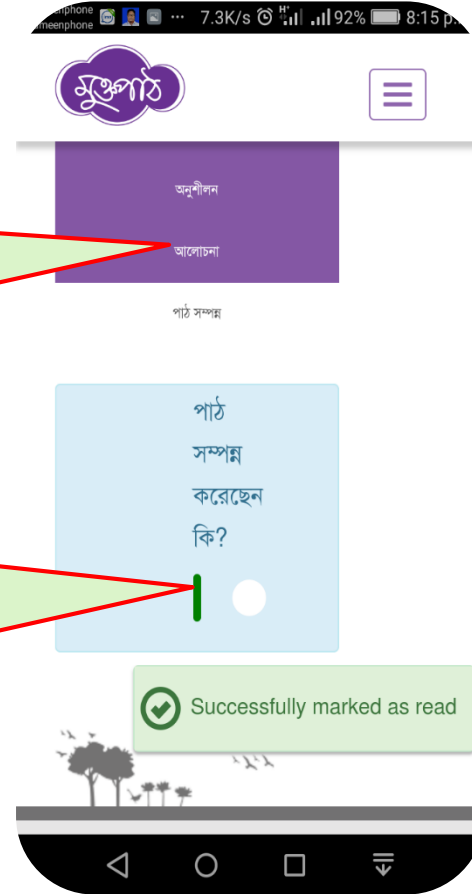 7.3K/s 92% 8:15 p
মুক্তপাঠ
অনুশীলন
আলোচনা
পাঠ সম্পন্ন
পাঠ
সম্পন্ন
করেছেন
কি?
Successfully marked as read